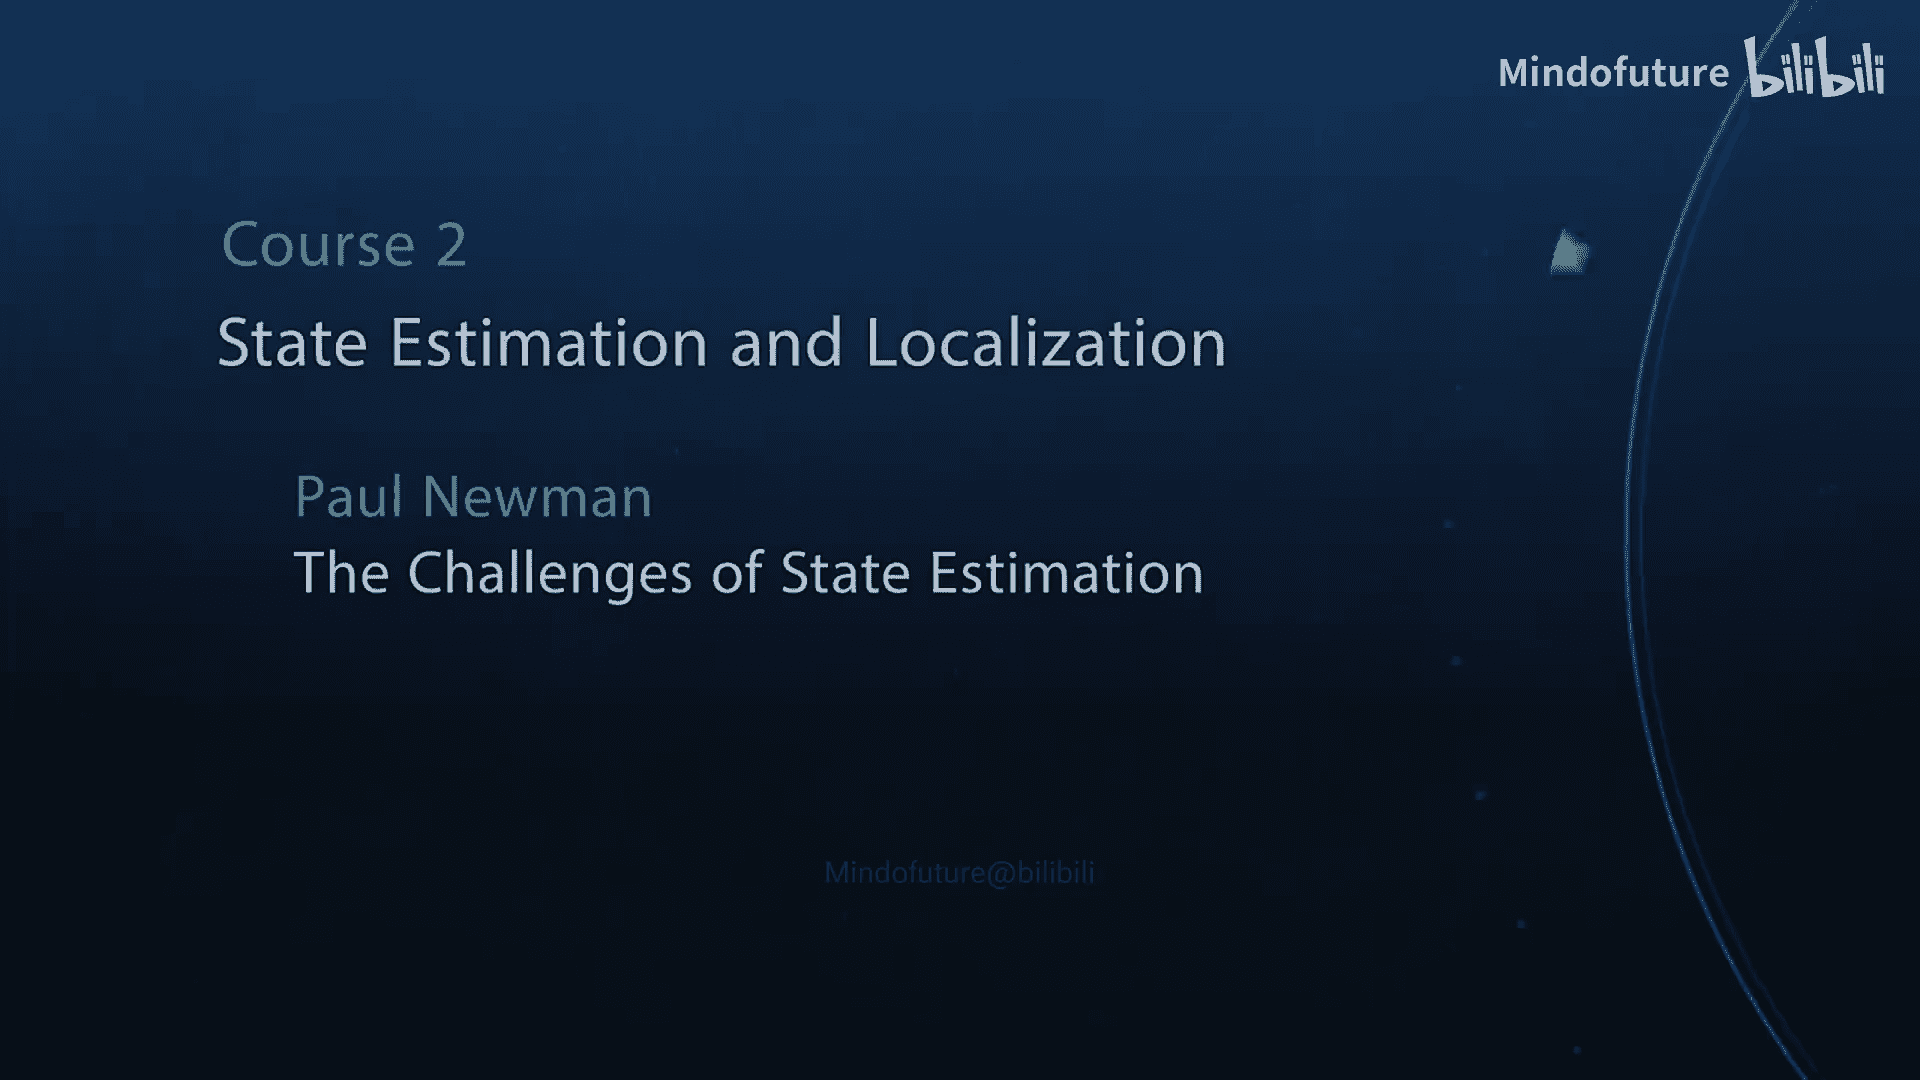 Mindofuture bilibili
Course 2
State Estimation and Localization
Paul Newman
The Challenges of State Estimation
Mindofuture@bilibili